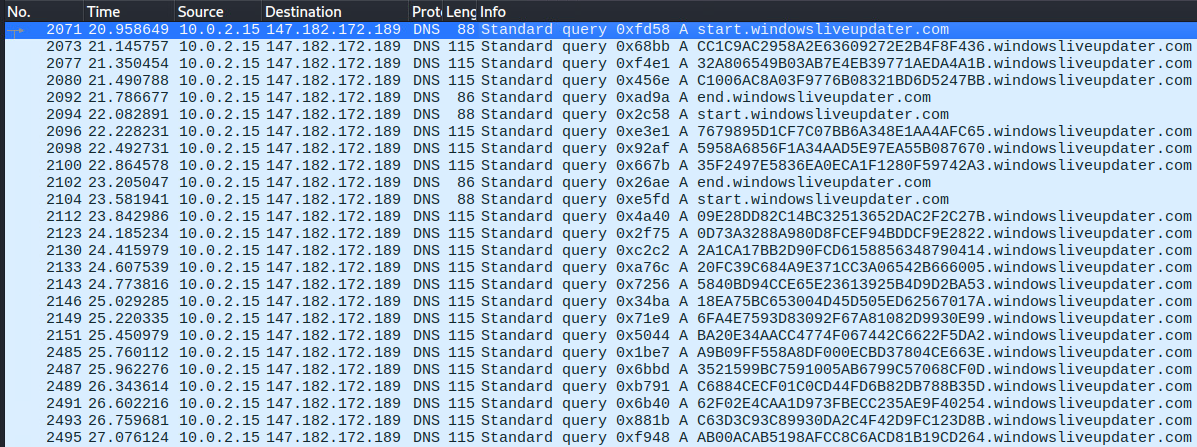 No. Time Source Destination Proto Leng Info
2071 20.958649 10.0.2.15 147.182.172.189 DNS 88 Standard query 0xfd58 A start.windowsliveupdater.com
2073 21.145757 10.0.2.15 147.182.172.189 DNS 115 Standard query 0x68bb A CC1C9AC2958A2E63609272E2B4F8F436.windowsliveupdater.com
2077 21.350454 10.0.2.15 147.182.172.189 DNS 115 Standard query 0xf4e1 A 32A806549B03AB7E4EB39771AEDA4A1B.windowsliveupdater.com
2080 21.490788 10.0.2.15 147.182.172.189 DNS 115 Standard query 0x456e A C1006AC8A03F9776B08321BD6D5247BB.windowsliveupdater.com
2092 21.786677 10.0.2.15 147.182.172.189 DNS 86 Standard query 0xad9a A end.windowsliveupdater.com
2094 22.082891 10.0.2.15 147.182.172.189 DNS 88 Standard query 0x2c58 A start.windowsliveupdater.com
2096 22.228231 10.0.2.15 147.182.172.189 DNS 115 Standard query 0xe3e1 A 7679895D1CF7C07BB6A348E1AA4AFC65.windowsliveupdater.com
2098 22.492731 10.0.2.15 147.182.172.189 DNS 115 Standard query 0x92af A 5958A6856F1A34AAD5E97EA55B087670.windowsliveupdater.com
2100 22.864578 10.0.2.15 147.182.172.189 DNS 115 Standard query 0x667b A 35F2497E5836EA0ECA1F1280F59742A3.windowsliveupdater.com
2102 23.205047 10.0.2.15 147.182.172.189 DNS 86 Standard query 0x26ae A end.windowsliveupdater.com
2104 23.581941 10.0.2.15 147.182.172.189 DNS 88 Standard query 0xe5fd A start.windowsliveupdater.com
2112 23.842986 10.0.2.15 147.182.172.189 DNS 115 Standard query 0x4a40 A 09E28DD82C14BC32513652DAC2F2C27B.windowsliveupdater.com
2123 24.185234 10.0.2.15 147.182.172.189 DNS 115 Standard query 0x2f75 A 0D73A3288A980D8FCEF94BDDCF9E2822.windowsliveupdater.com
2130 24.415979 10.0.2.15 147.182.172.189 DNS 115 Standard query 0xc2c2 A 2A1CA17BB2D90FCD6158856348790414.windowsliveupdater.com
2133 24.607539 10.0.2.15 147.182.172.189 DNS 115 Standard query 0xa76c A 20FC39C684A9E371CC3A06542B666005.windowsliveupdater.com
2143 24.773816 10.0.2.15 147.182.172.189 DNS 115 Standard query 0x7256 A 5840BD94CCE65E23613925B4D9D2BA53.windowsliveupdater.com
2146 25.029285 10.0.2.15 147.182.172.189 DNS 115 Standard query 0x34ba A 18EA75BC653004D45D505ED62567017A.windowsliveupdater.com
2149 25.220335 10.0.2.15 147.182.172.189 DNS 115 Standard query 0x71e9 A 6FA4E7593D83092F67A81082D9930E99.windowsliveupdater.com
2151 25.450979 10.0.2.15 147.182.172.189 DNS 115 Standard query 0x5044 A BA20E34AACC4774F067442C6622F5DA2.windowsliveupdater.com
2485 25.760112 10.0.2.15 147.182.172.189 DNS 115 Standard query 0x1be7 A A9B09FF558A8DF000ECBD37804CE663E.windowsliveupdater.com
2487 25.962276 10.0.2.15 147.182.172.189 DNS 115 Standard query 0x6bbd A 3521599BC7591005AB6799C57068CF0D.windowsliveupdater.com
2489 26.343614 10.0.2.15 147.182.172.189 DNS 115 Standard query 0xb791 A C6884CECF01C0CD44FD6B82DB788B35D.windowsliveupdater.com
2491 26.602216 10.0.2.15 147.182.172.189 DNS 115 Standard query 0x6b40 A 62F02E4CAA1D973FBECC235AE9F40254.windowsliveupdater.com
2493 26.759681 10.0.2.15 147.182.172.189 DNS 115 Standard query 0x881b A C63D3C93C89930DA2C4F42D9FC123D8B.windowsliveupdater.com
2495 27.076124 10.0.2.15 147.182.172.189 DNS 115 Standard query 0xf948 A AB00ACAB5198AFCC8C6ACD81B19CD264.windowsliveupdater.com